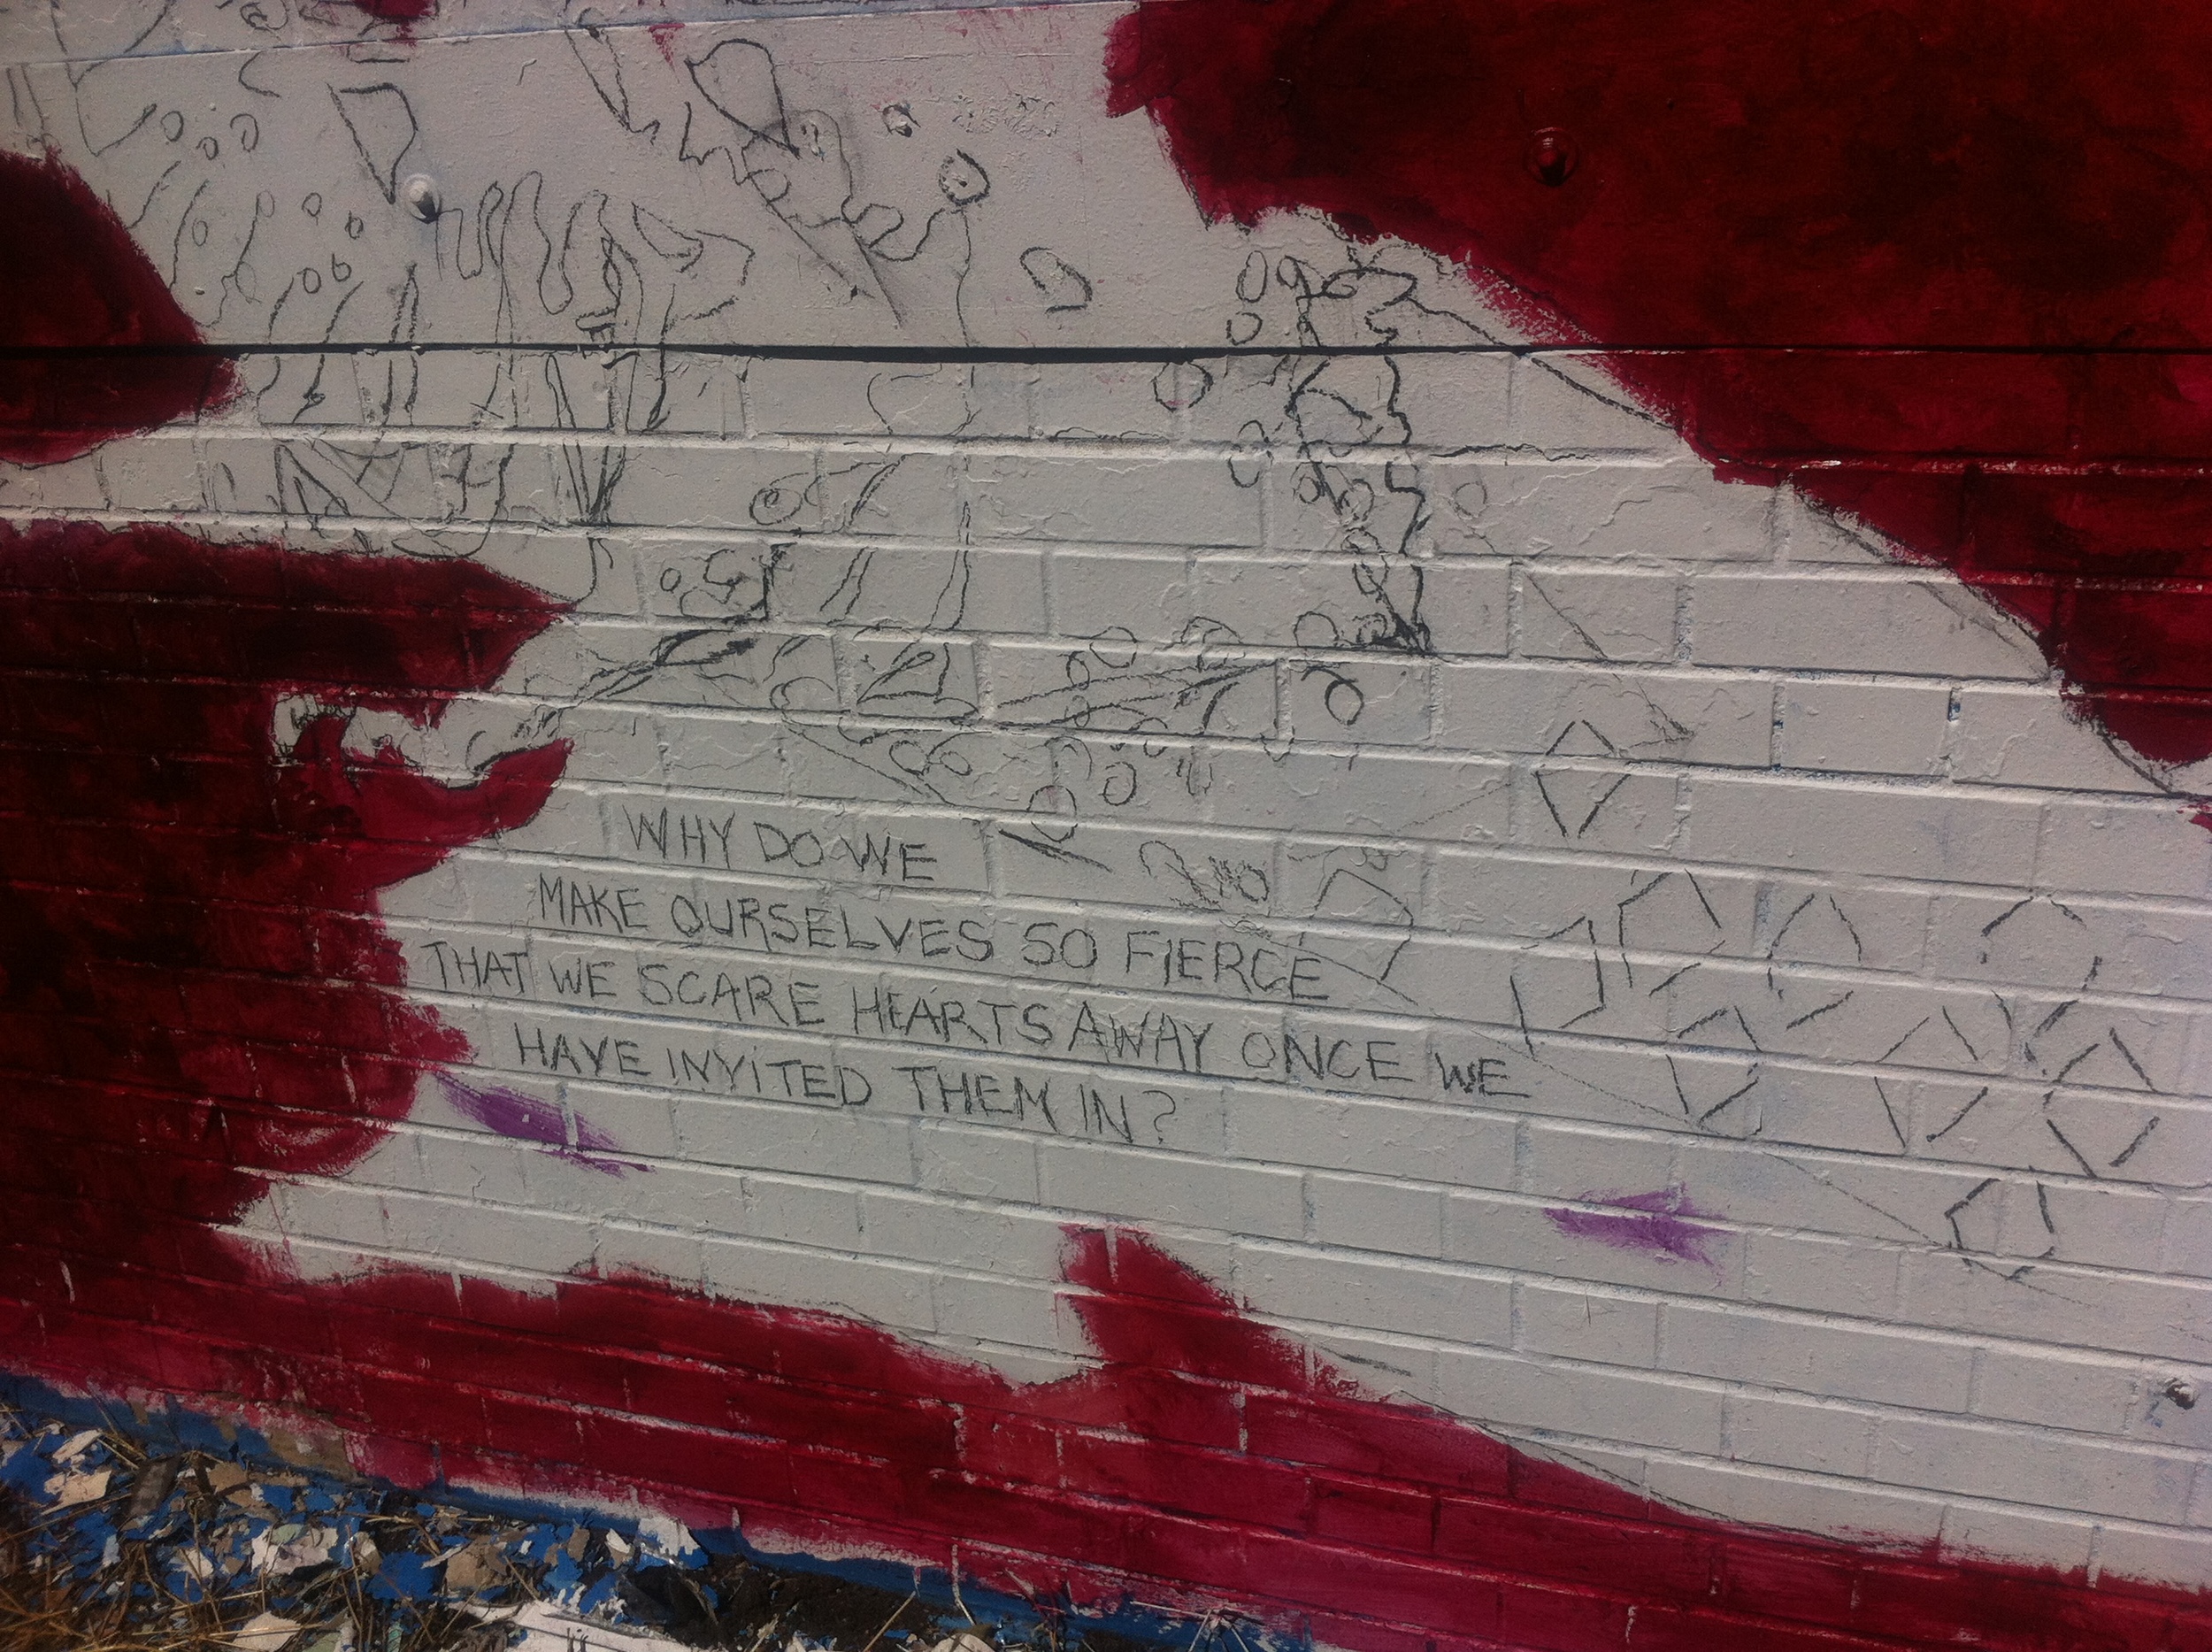 WHY DO WE
MAKE OURSELVES SO FIERCE
THAT WE SCARE HEARTS AWAY ONCE WE
HAVE INVITED THEM IN?